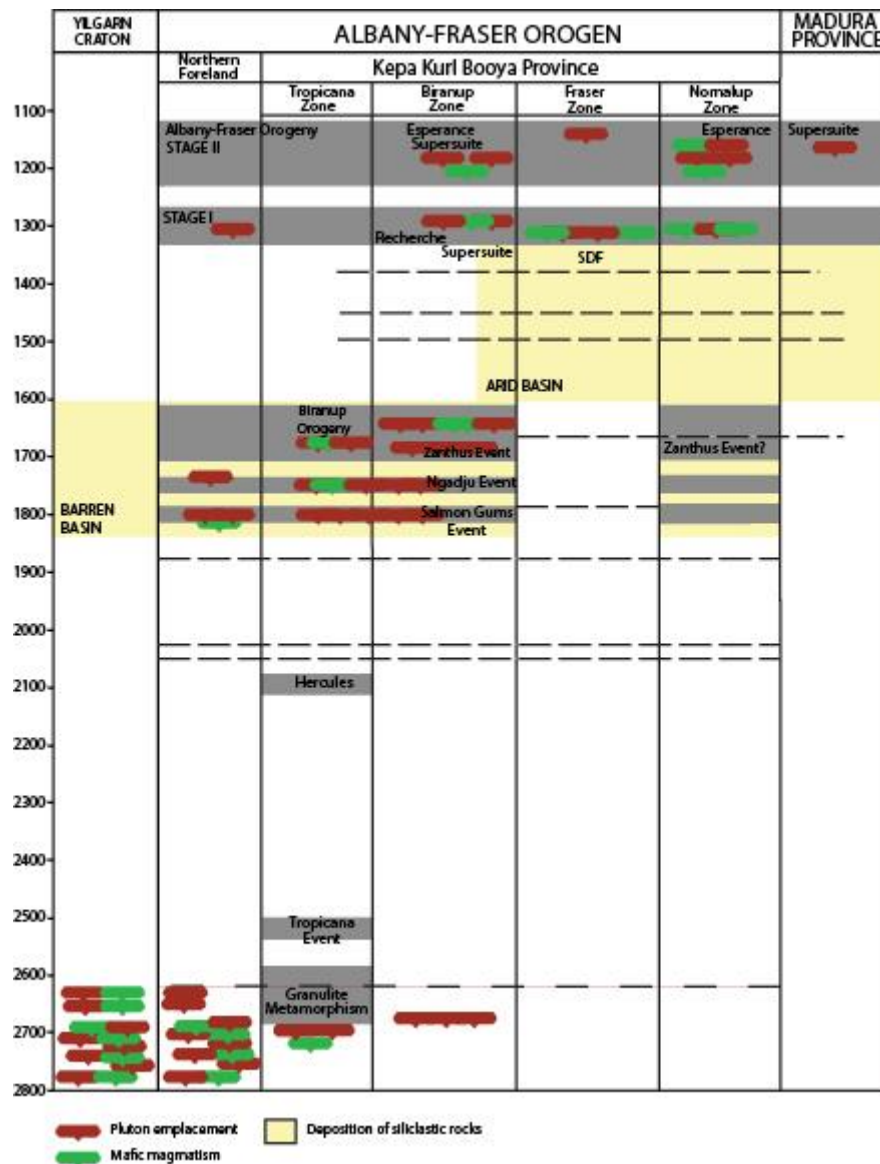 YILGARN
CRATON
ALBANY-FRASER OROGEN
MADURA
PROVINCE
Northern
Foreland
Kepa Kurl Booya Province
Tropicana
Zone
Biranup
Zone
Fraser
Zone
Nornalup
Zone
1100
Albany-Fraser Orogeny
STAGE II
Esperance
Supersuite
Esperance
Supersuite
1200
STAGE I
1300
Recherche
Supersuite
SDF
1400
1500
ARID BASIN
1600
Biranup
Orogeny
1700
Zanthus Event
Zanthus Event?
Ngadju Event
BARREN
BASIN
1800
Salmon Gums
Event
1900
2000
2100
Hercules
2200
2300
2400
2500
Tropicana
Event
2600
Granulite
Metamorphism
2700
2800
Pluton emplacement
Deposition of siliclastic rocks
Mafic magmatism